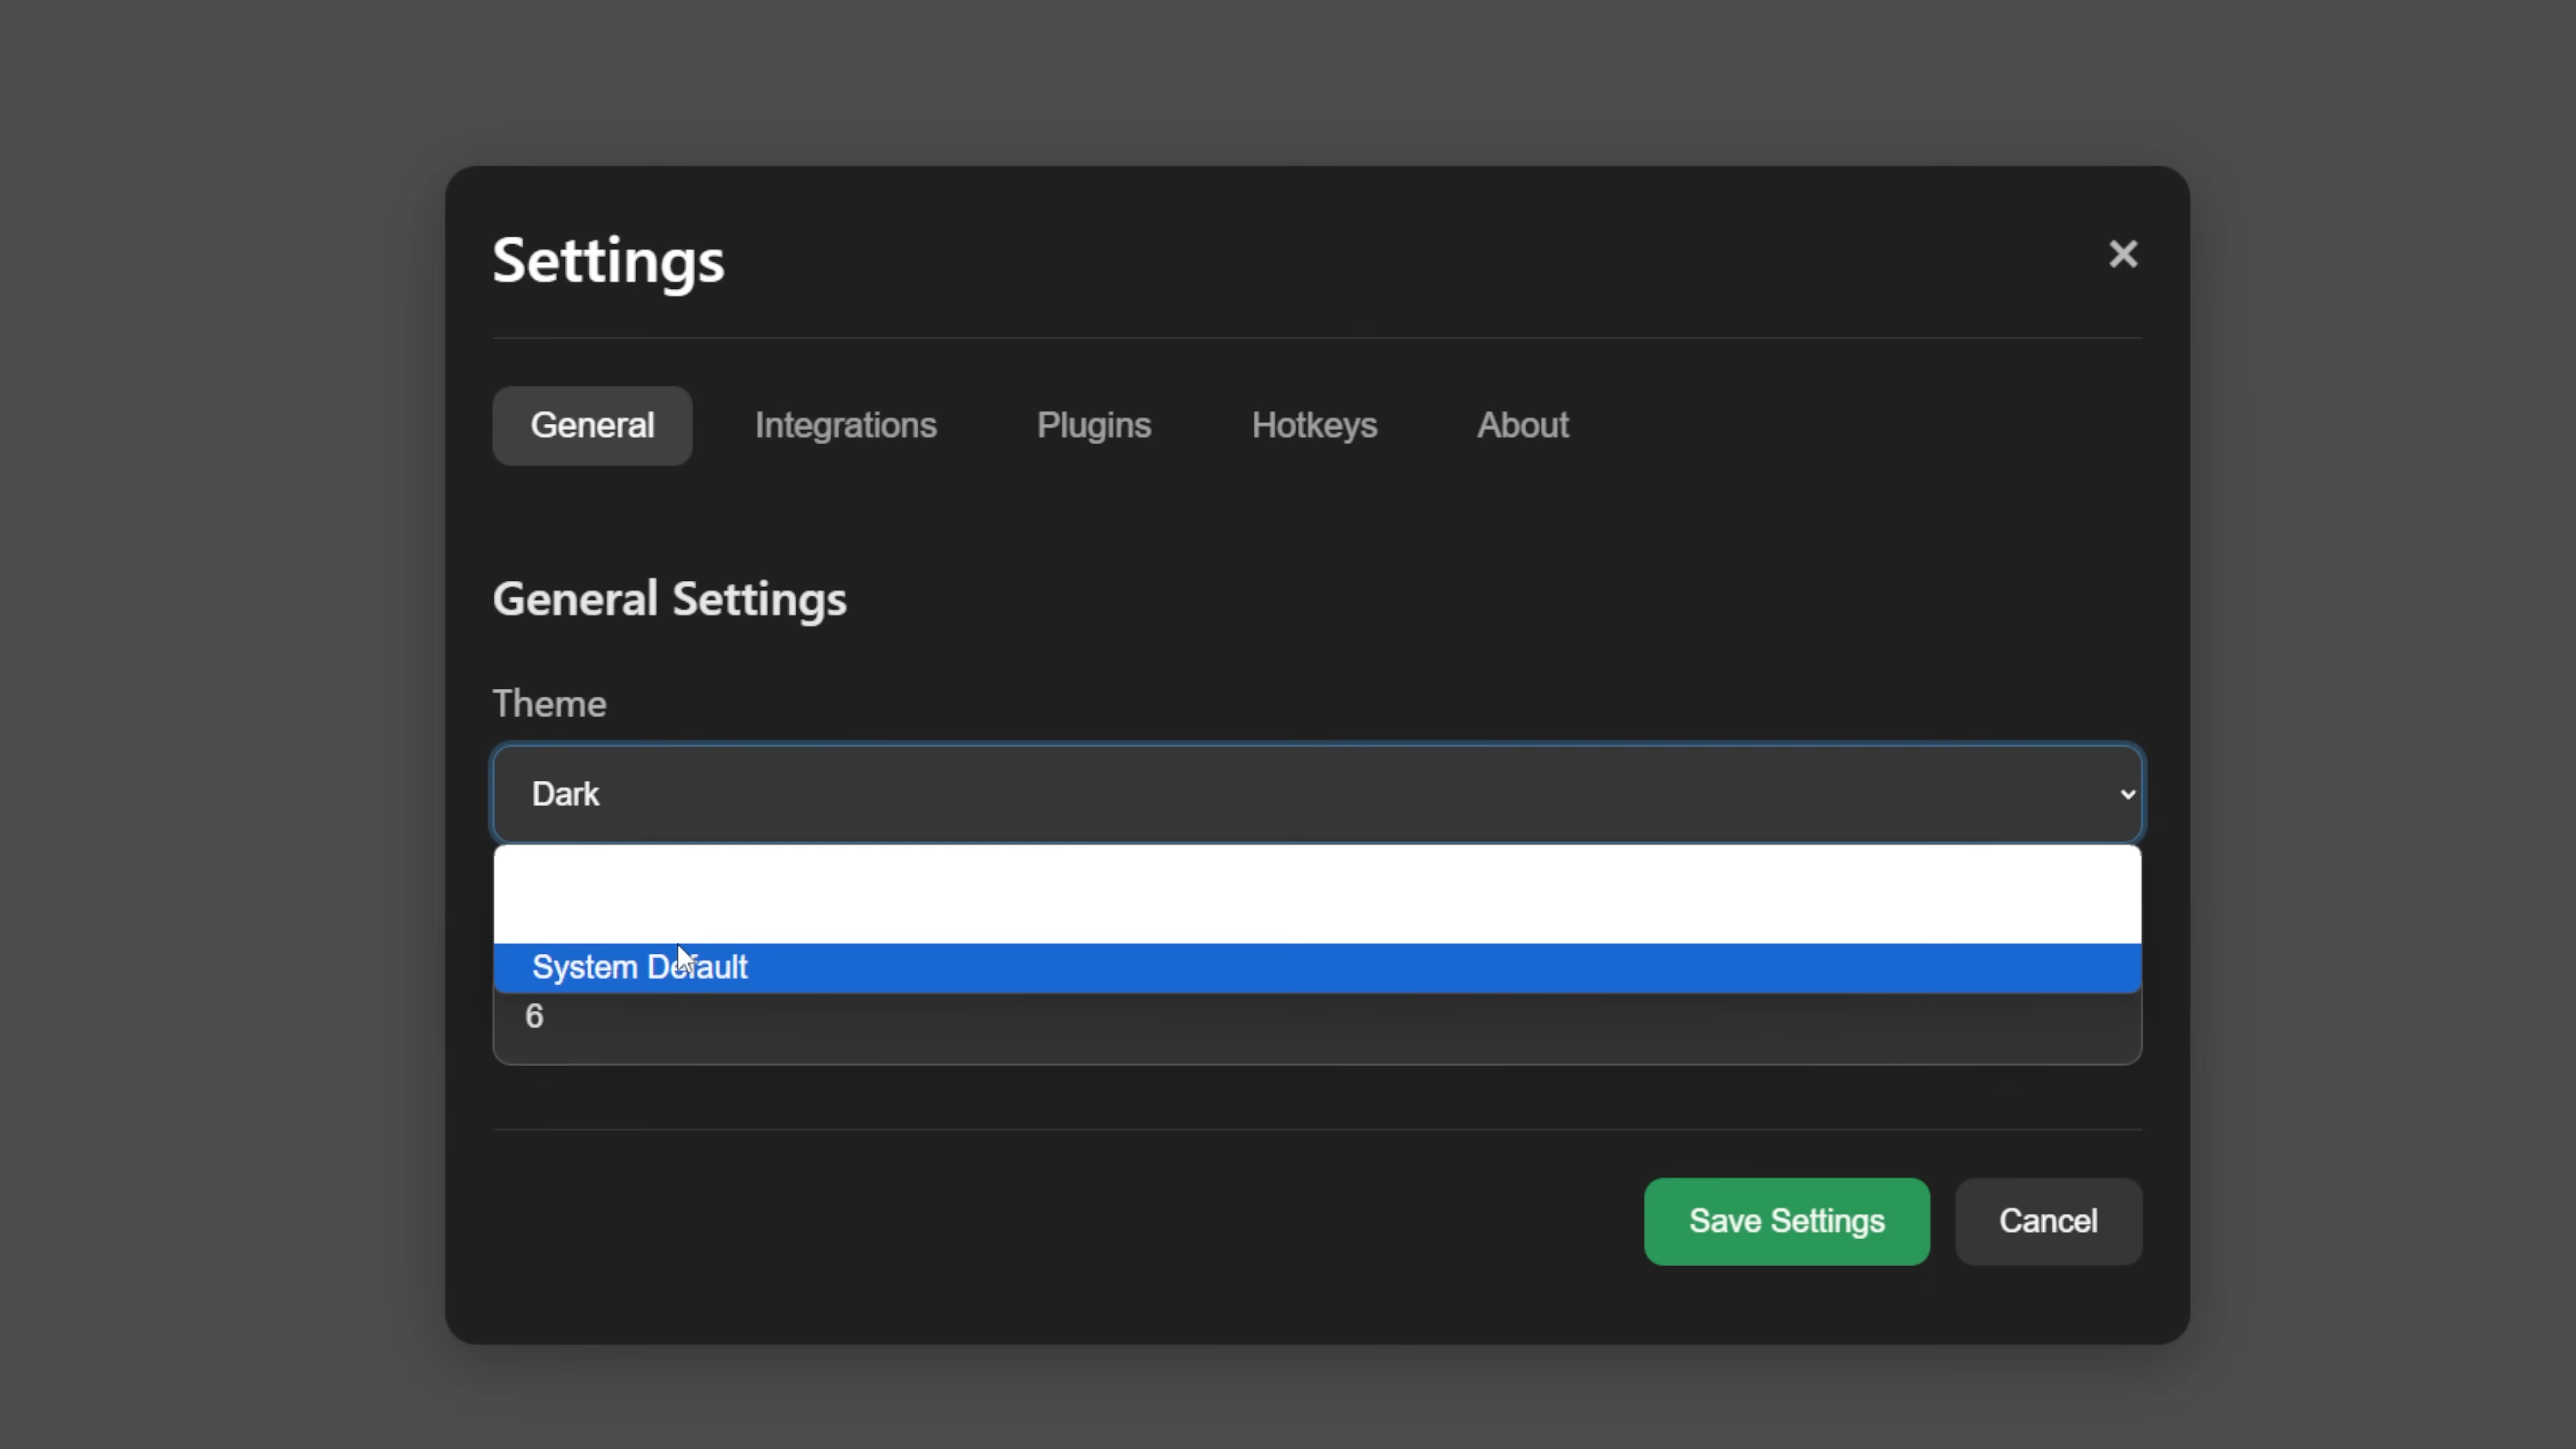 Settings
General Integrations Plugins Hotkeys About
General Settings
Theme
Dark
System Default
6
Save Settings Cancel